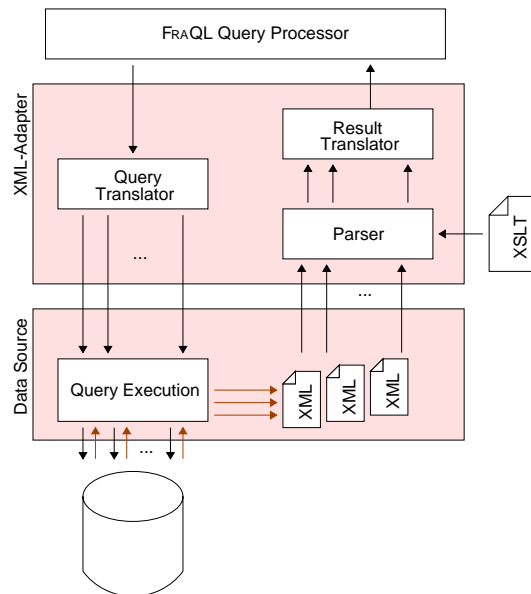 FRAQL Query Processor
XML-Adapter
Result
Translator
Query
Translator
Parser
XSLT
...
...
Data Source
Query Execution
XML
XML
XML
...